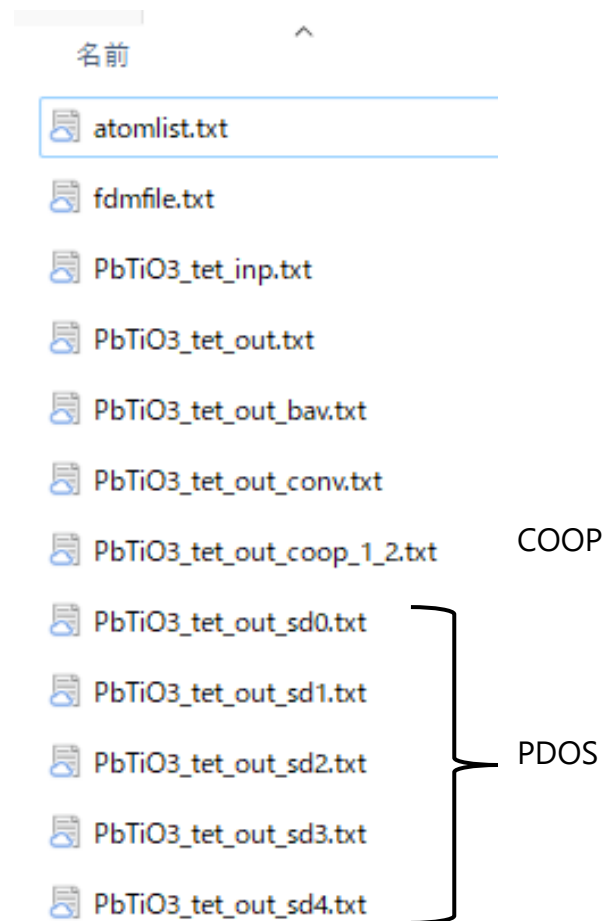 名前
atomlist.txt
fdmfile.txt
PbTiO3_tet_inp.txt
PbTiO3_tet_out.txt
PbTiO3_tet_out_bav.txt
PbTiO3_tet_out_conv.txt
PbTiO3_tet_out_coop_1_2.txt COOP
PbTiO3_tet_out_sd0.txt
PbTiO3_tet_out_sd1.txt
PbTiO3_tet_out_sd2.txt PDOS
PbTiO3_tet_out_sd3.txt
PbTiO3_tet_out_sd4.txt